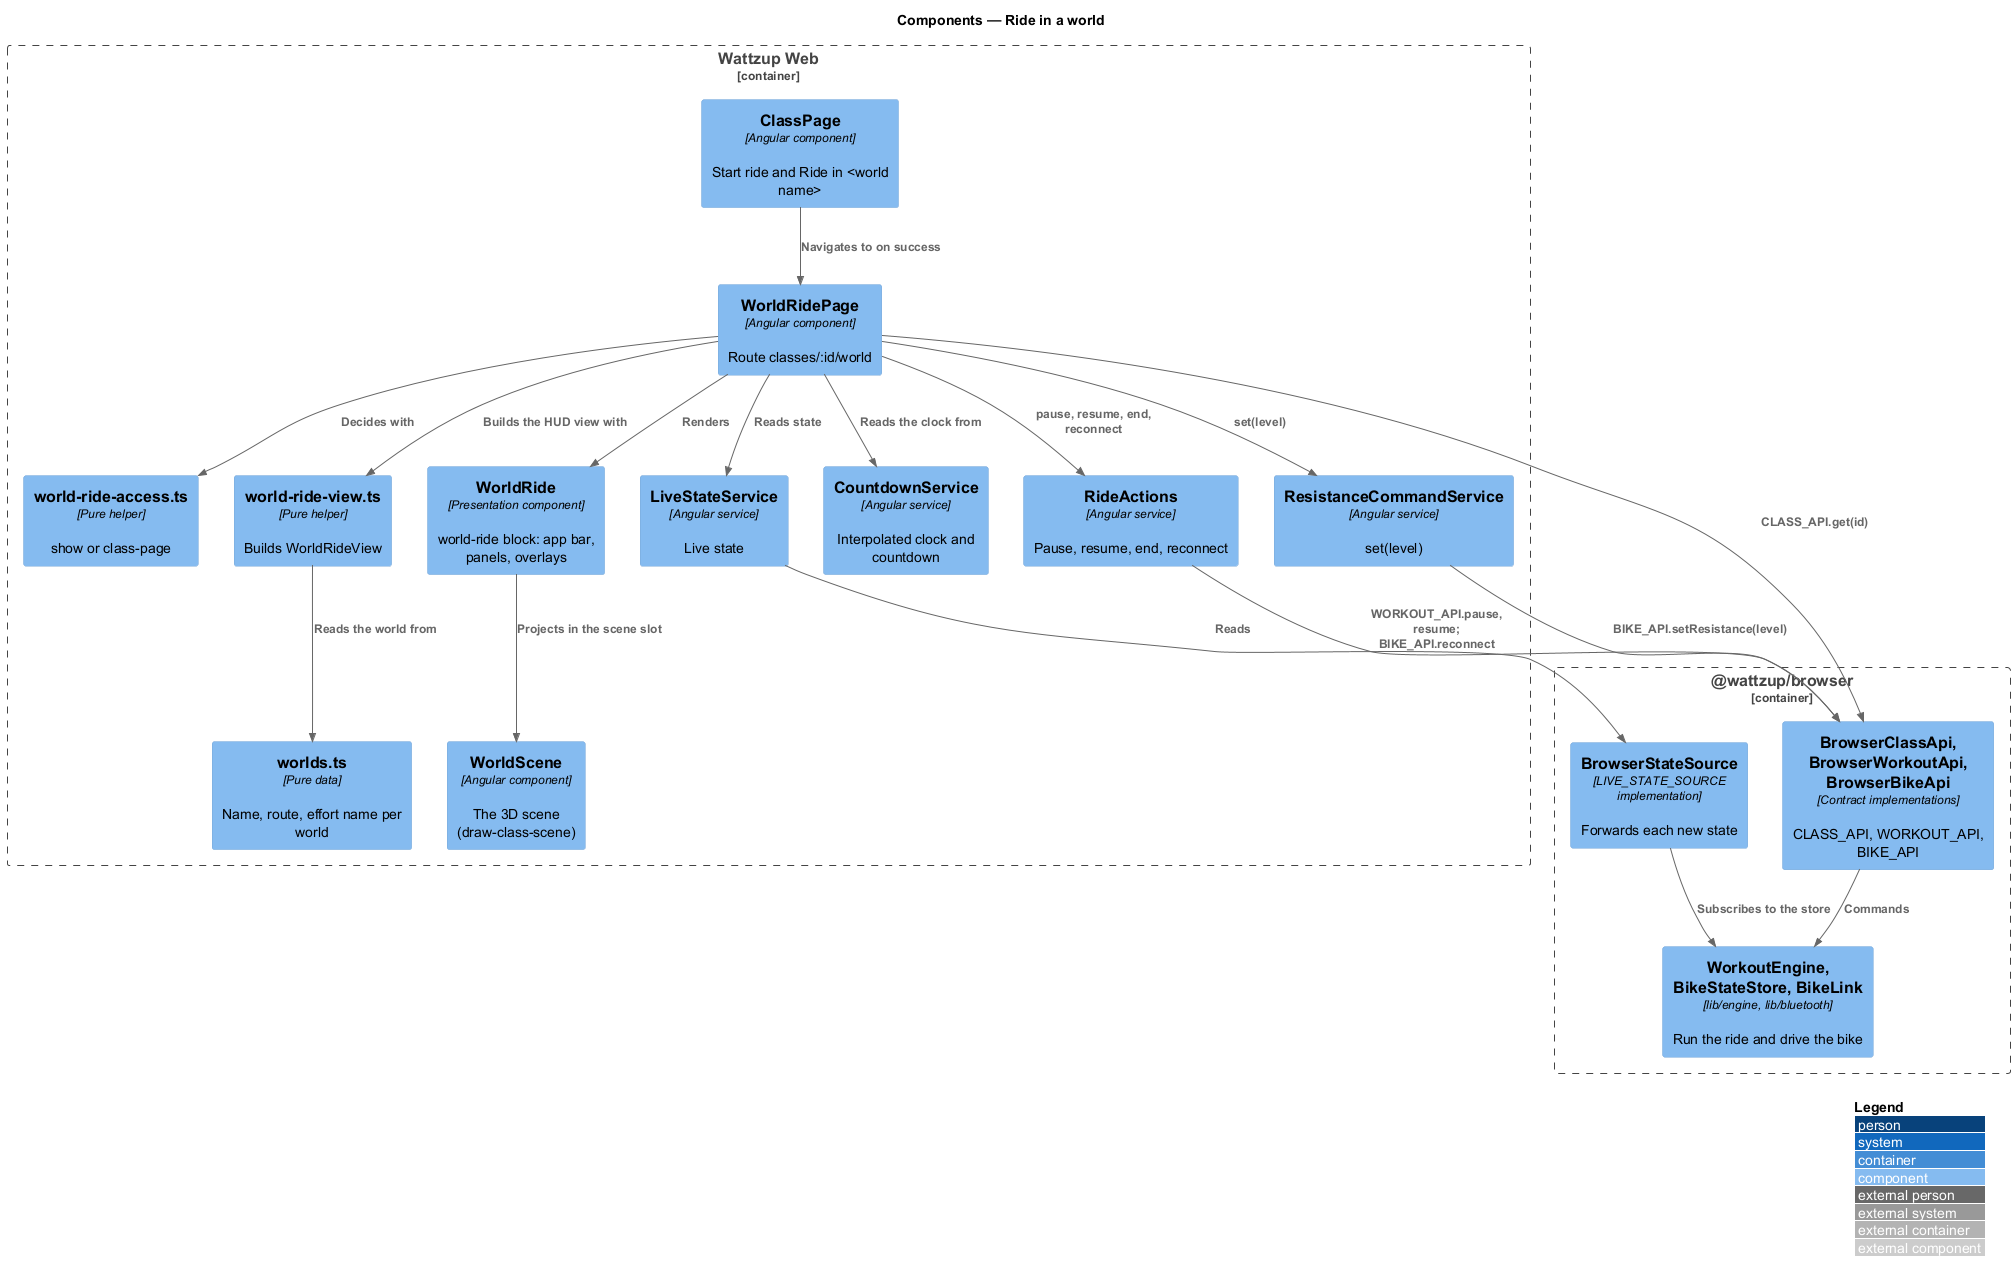 Components — Ride in a world
Wattzup Web
[container]
ClassPage
[Angular component]
Start ride and Ride in <world
name>
Navigates to on success
WorldRidePage
[Angular component]
Route classes/:id/world
Decides with
Builds the HUD view with
Renders
Reads state
Reads the clock from
pause, resume, end,
reconnect
set(level)
CLASS_API.get(id)
world-ride-access.ts
[Pure helper]
show or class-page
world-ride-view.ts
[Pure helper]
Builds WorldRideView
WorldRide
[Presentation component]
world-ride block: app bar,
panels, overlays
LiveStateService
[Angular service]
Live state
CountdownService
[Angular service]
Interpolated clock and
countdown
RideActions
[Angular service]
Pause, resume, end, reconnect
ResistanceCommandService
[Angular service]
set(level)
Reads the world from
Projects in the scene slot
Reads
WORKOUT_API.pause,
resume;
BIKE_API.reconnect
BIKE_API.setResistance(level)
worlds.ts
[Pure data]
Name, route, effort name per
world
WorldScene
[Angular component]
The 3D scene
(draw-class-scene)
@wattzup/browser
[container]
BrowserStateSource
[LIVE_STATE_SOURCE
implementation]
Forwards each new state
BrowserClassApi,
BrowserWorkoutApi,
BrowserBikeApi
[Contract implementations]
CLASS_API, WORKOUT_API,
BIKE_API
Subscribes to the store
Commands
WorkoutEngine,
BikeStateStore, BikeLink
[lib/engine, lib/bluetooth]
Run the ride and drive the bike
Legend
person
system
container
component
external person
external system
external container
external component